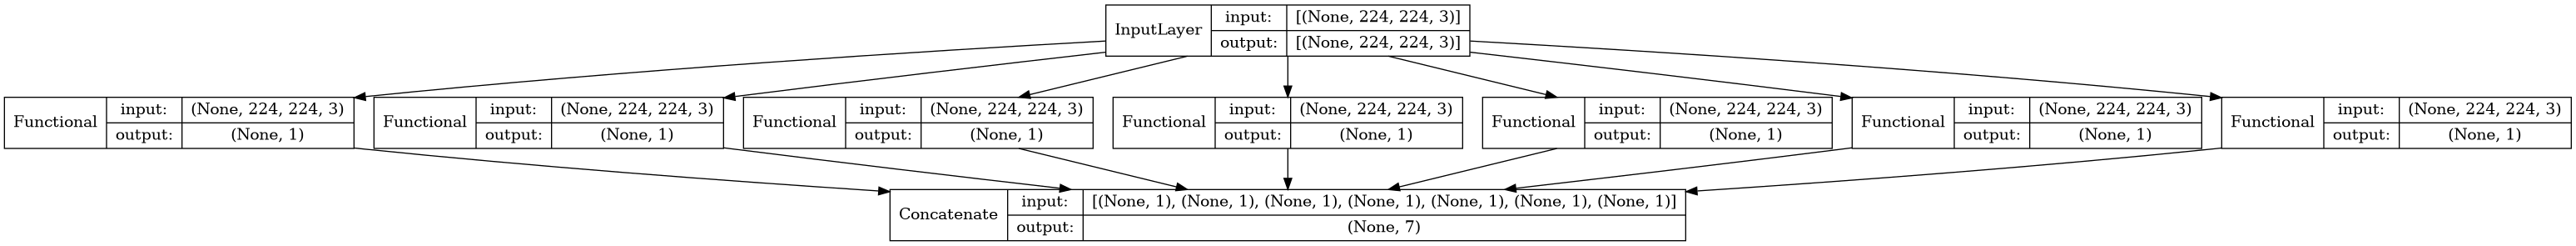 InputLayer input: [(None, 224, 224, 3)]
output: [(None, 224, 224, 3)]
Functional input: (None, 224, 224, 3)
output: (None, 1)
Functional input: (None, 224, 224, 3)
output: (None, 1)
Functional input: (None, 224, 224, 3)
output: (None, 1)
Functional input: (None, 224, 224, 3)
output: (None, 1)
Functional input: (None, 224, 224, 3)
output: (None, 1)
Functional input: (None, 224, 224, 3)
output: (None, 1)
Functional input: (None, 224, 224, 3)
output: (None, 1)
Concatenate input: [(None, 1), (None, 1), (None, 1), (None, 1), (None, 1), (None, 1), (None, 1)]
output: (None, 7)